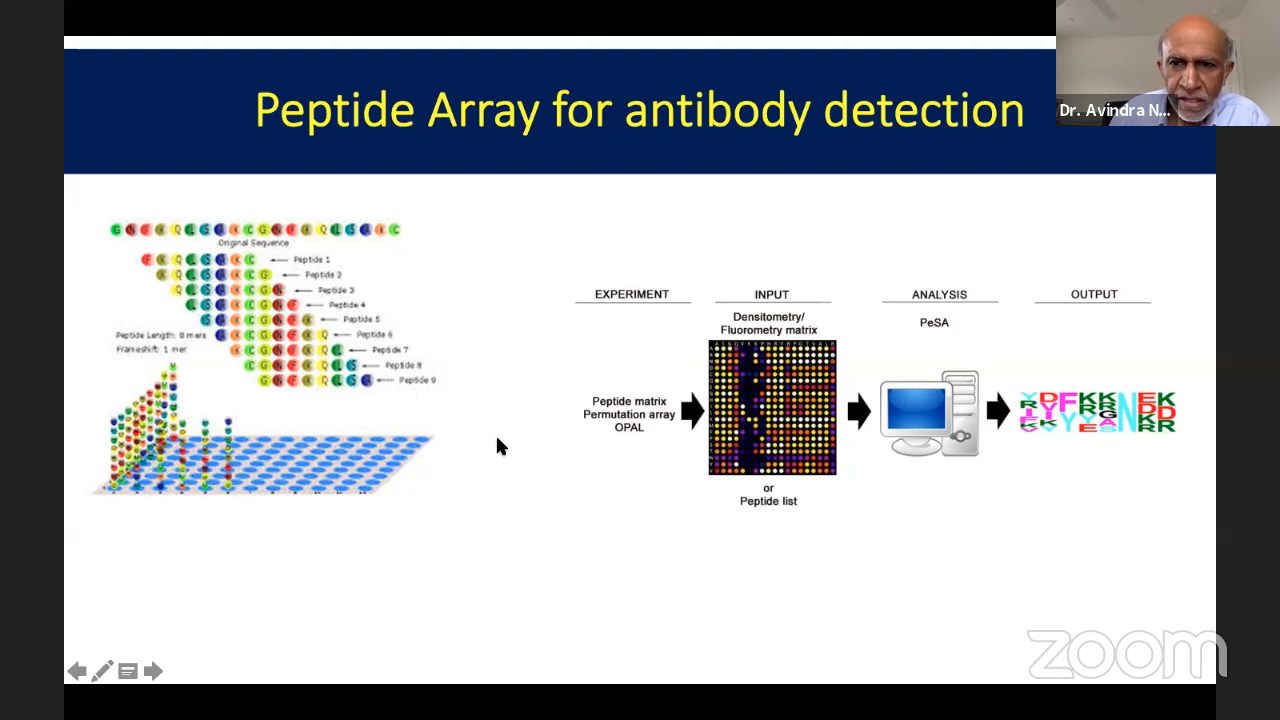 Peptide Array for antibody detection
Dr. Avindra N...
G N F K Q L S A K C G N F K Q L S A K C
Original Sequence
F K Q L S A K C Peptide 1
K Q L S A K C G Peptide 2
Q L S A K C G N Peptide 3
L S A K C G N F Peptide 4
S A K C G N F K Peptide 5
Peptide Length: 8 mers A K C G N F K Q Peptide 6
Frameshift: 1 mer K C G N F K Q L Peptide 7
C G N F K Q L S Peptide 8
G N F K Q L S A Peptide 9
EXPERIMENT
Peptide matrix
Permutation array
OPAL
INPUT
Densitometry/
Fluorometry matrix
or
Peptide list
ANALYSIS
PeSA
OUTPUT
zoom